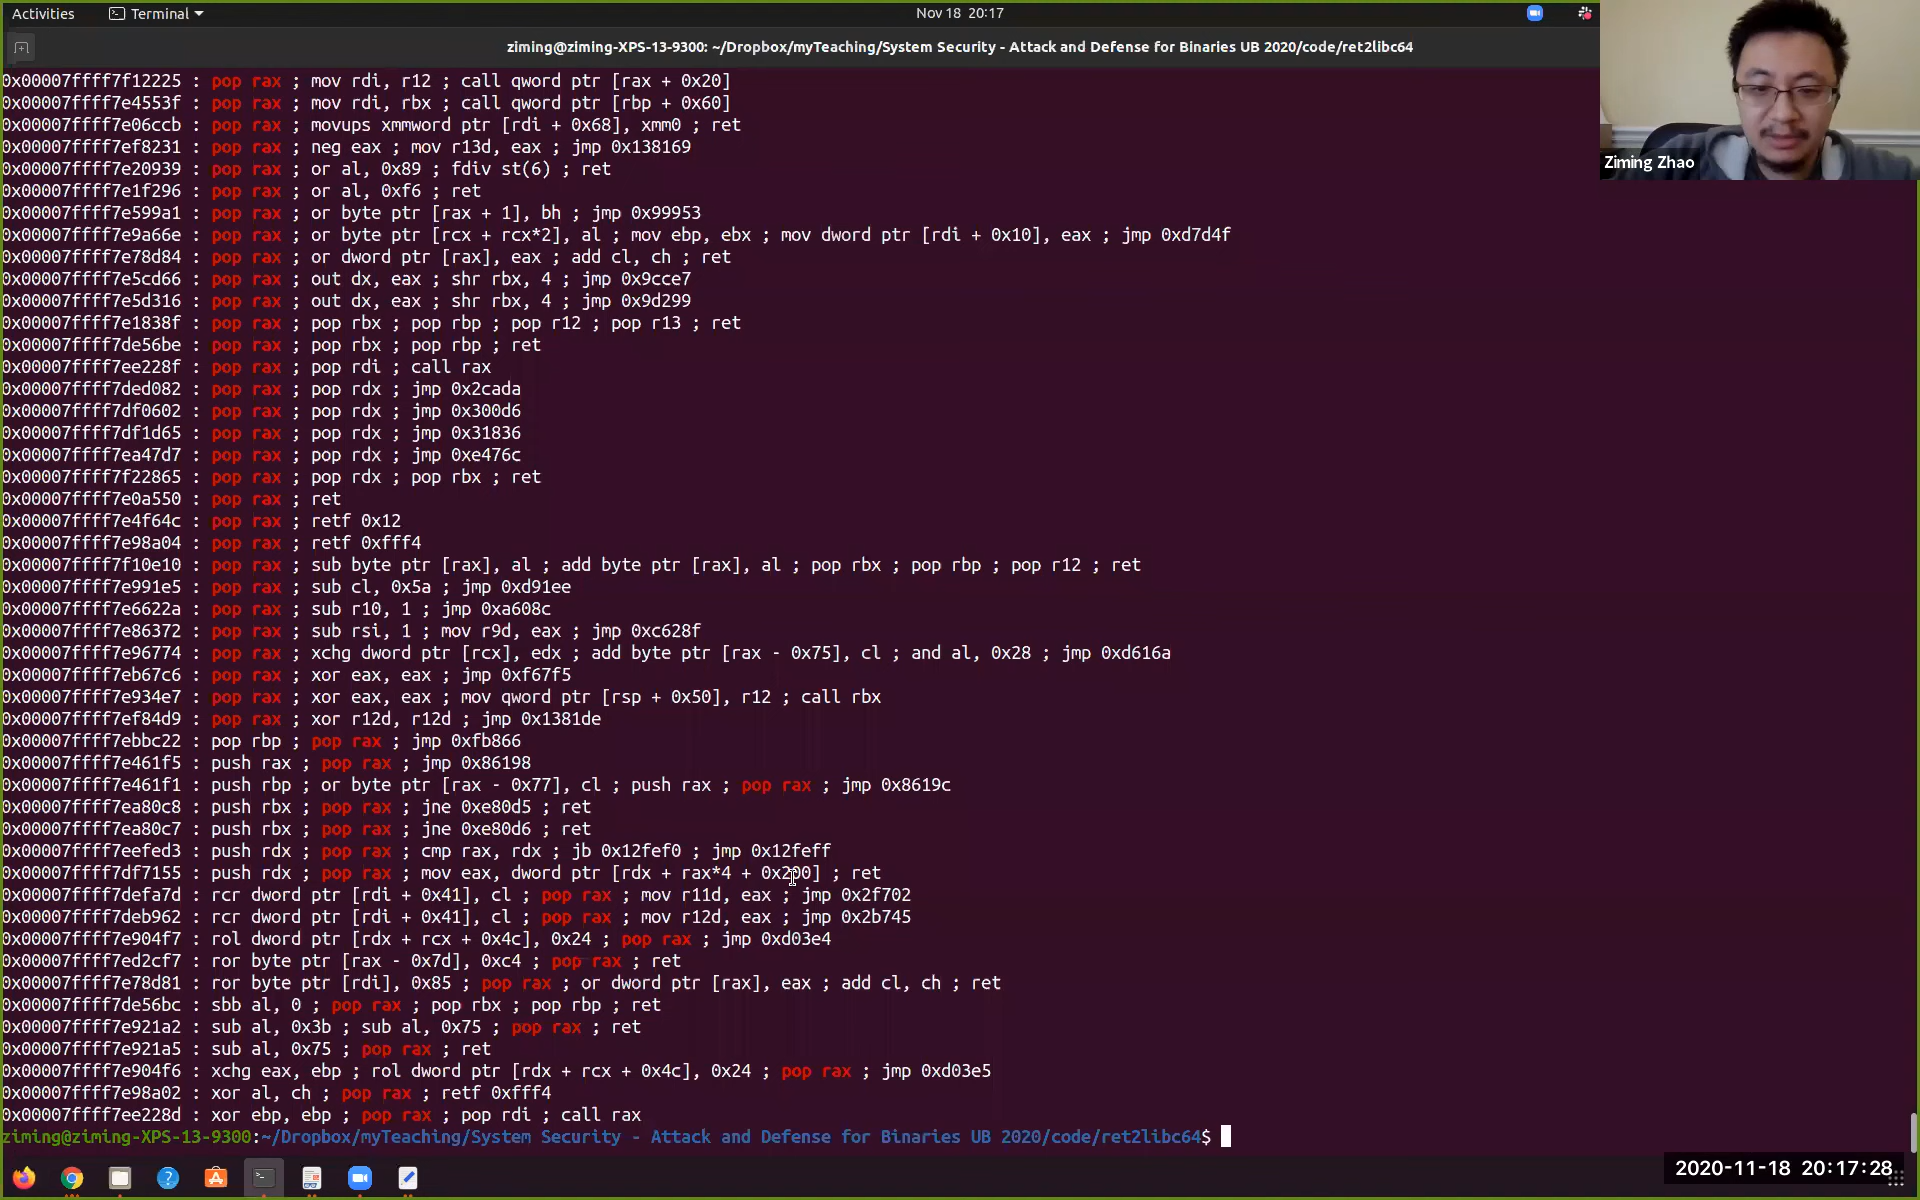 Activities
Terminal
Nov 18 20:17
ziming@ziming-XPS-13-9300: ~/Dropbox/myTeaching/System Security - Attack and Defense for Binaries UB 2020/code/ret2libc64
Ziming Zhao
0x00007ffff7f12225 : pop rax ; mov rdi, r12 ; call qword ptr [rax + 0x20]
0x00007ffff7e4553f : pop rax ; mov rdi, rbx ; call qword ptr [rbp + 0x60]
0x00007ffff7e06ccb : pop rax ; movups xmmword ptr [rdi + 0x68], xmm0 ; ret
0x00007ffff7ef8231 : pop rax ; neg eax ; mov r13d, eax ; jmp 0x138169
0x00007ffff7e20939 : pop rax ; or al, 0x89 ; fdiv st(6) ; ret
0x00007ffff7e1f296 : pop rax ; or al, 0xf6 ; ret
0x00007ffff7e599a1 : pop rax ; or byte ptr [rax + 1], bh ; jmp 0x99953
0x00007ffff7e9a66e : pop rax ; or byte ptr [rcx + rcx*2], al ; mov ebp, ebx ; mov dword ptr [rdi + 0x10], eax ; jmp 0xd7d4f
0x00007ffff7e78d84 : pop rax ; or dword ptr [rax], eax ; add cl, ch ; ret
0x00007ffff7e5cd66 : pop rax ; out dx, eax ; shr rbx, 4 ; jmp 0x9cce7
0x00007ffff7e5d316 : pop rax ; out dx, eax ; shr rbx, 4 ; jmp 0x9d299
0x00007ffff7e1838f : pop rax ; pop rbx ; pop rbp ; pop r12 ; pop r13 ; ret
0x00007ffff7de56be : pop rax ; pop rbx ; pop rbp ; ret
0x00007ffff7ee228f : pop rax ; pop rdi ; call rax
0x00007ffff7ded082 : pop rax ; pop rdx ; jmp 0x2cada
0x00007ffff7df0602 : pop rax ; pop rdx ; jmp 0x300d6
0x00007ffff7df1d65 : pop rax ; pop rdx ; jmp 0x31836
0x00007ffff7ea47d7 : pop rax ; pop rdx ; jmp 0xe476c
0x00007ffff7f22865 : pop rax ; pop rdx ; pop rbx ; ret
0x00007ffff7e0a550 : pop rax ; ret
0x00007ffff7e4f64c : pop rax ; retf 0x12
0x00007ffff7e98a04 : pop rax ; retf 0xfff4
0x00007ffff7f10e10 : pop rax ; sub byte ptr [rax], al ; add byte ptr [rax], al ; pop rbx ; pop rbp ; pop r12 ; ret
0x00007ffff7e991e5 : pop rax ; sub cl, 0x5a ; jmp 0xd91ee
0x00007ffff7e6622a : pop rax ; sub r10, 1 ; jmp 0xa608c
0x00007ffff7e86372 : pop rax ; sub rsi, 1 ; mov r9d, eax ; jmp 0xc628f
0x00007ffff7e96774 : pop rax ; xchg dword ptr [rcx], edx ; add byte ptr [rax - 0x75], cl ; and al, 0x28 ; jmp 0xd616a
0x00007ffff7eb67c6 : pop rax ; xor eax, eax ; jmp 0xf67f5
0x00007ffff7e934e7 : pop rax ; xor eax, eax ; mov qword ptr [rsp + 0x50], r12 ; call rbx
0x00007ffff7ef84d9 : pop rax ; xor r12d, r12d ; jmp 0x1381de
0x00007ffff7ebbc22 : pop rbp ; pop rax ; jmp 0xfb866
0x00007ffff7e461f5 : push rax ; pop rax ; jmp 0x86198
0x00007ffff7e461f1 : push rbp ; or byte ptr [rax - 0x77], cl ; push rax ; pop rax ; jmp 0x8619c
0x00007ffff7ea80c8 : push rbx ; pop rax ; jne 0xe80d5 ; ret
0x00007ffff7ea80c7 : push rbx ; pop rax ; jne 0xe80d6 ; ret
0x00007ffff7eefed3 : push rdx ; pop rax ; cmp rax, rdx ; jb 0x12fef0 ; jmp 0x12feff
0x00007ffff7df7155 : push rdx ; pop rax ; mov eax, dword ptr [rdx + rax*4 + 0x200] ; ret
0x00007ffff7defa7d : rcr dword ptr [rdi + 0x41], cl ; pop rax ; mov r11d, eax ; jmp 0x2f702
0x00007ffff7deb962 : rcr dword ptr [rdi + 0x41], cl ; pop rax ; mov r12d, eax ; jmp 0x2b745
0x00007ffff7e904f7 : rol dword ptr [rdx + rcx + 0x4c], 0x24 ; pop rax ; jmp 0xd03e4
0x00007ffff7ed2cf7 : ror byte ptr [rax - 0x7d], 0xc4 ; pop rax ; ret
0x00007ffff7e78d81 : ror byte ptr [rdi], 0x85 ; pop rax ; or dword ptr [rax], eax ; add cl, ch ; ret
0x00007ffff7de56bc : sbb al, 0 ; pop rax ; pop rbx ; pop rbp ; ret
0x00007ffff7e921a2 : sub al, 0x3b ; sub al, 0x75 ; pop rax ; ret
0x00007ffff7e921a5 : sub al, 0x75 ; pop rax ; ret
0x00007ffff7e904f6 : xchg eax, ebp ; rol dword ptr [rdx + rcx + 0x4c], 0x24 ; pop rax ; jmp 0xd03e5
0x00007ffff7e98a02 : xor al, ch ; pop rax ; retf 0xfff4
0x00007ffff7ee228d : xor ebp, ebp ; pop rax ; pop rdi ; call rax
ziming@ziming-XPS-13-9300:~/Dropbox/myTeaching/System Security - Attack and Defense for Binaries UB 2020/code/ret2libc64$
2020-11-18 20:17:28